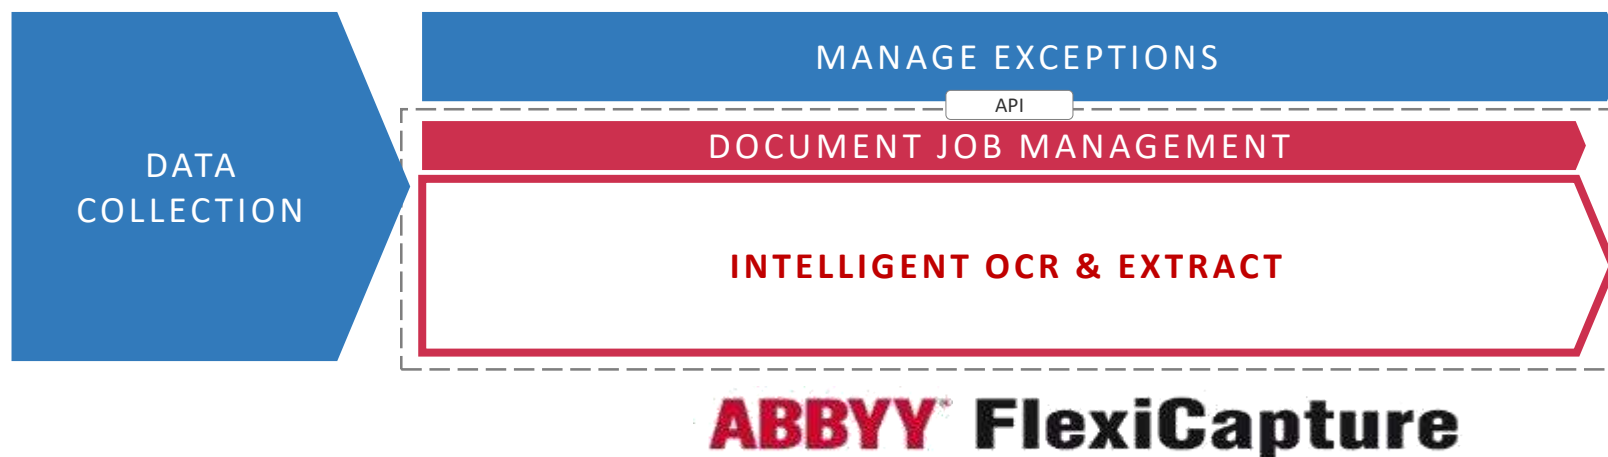 MANAGE EXCEPTIONS
API
DOCUMENT JOB MANAGEMENT
DATA
COLLECTION
INTELLIGENT OCR & EXTRACT
ABBYY® FlexiCapture